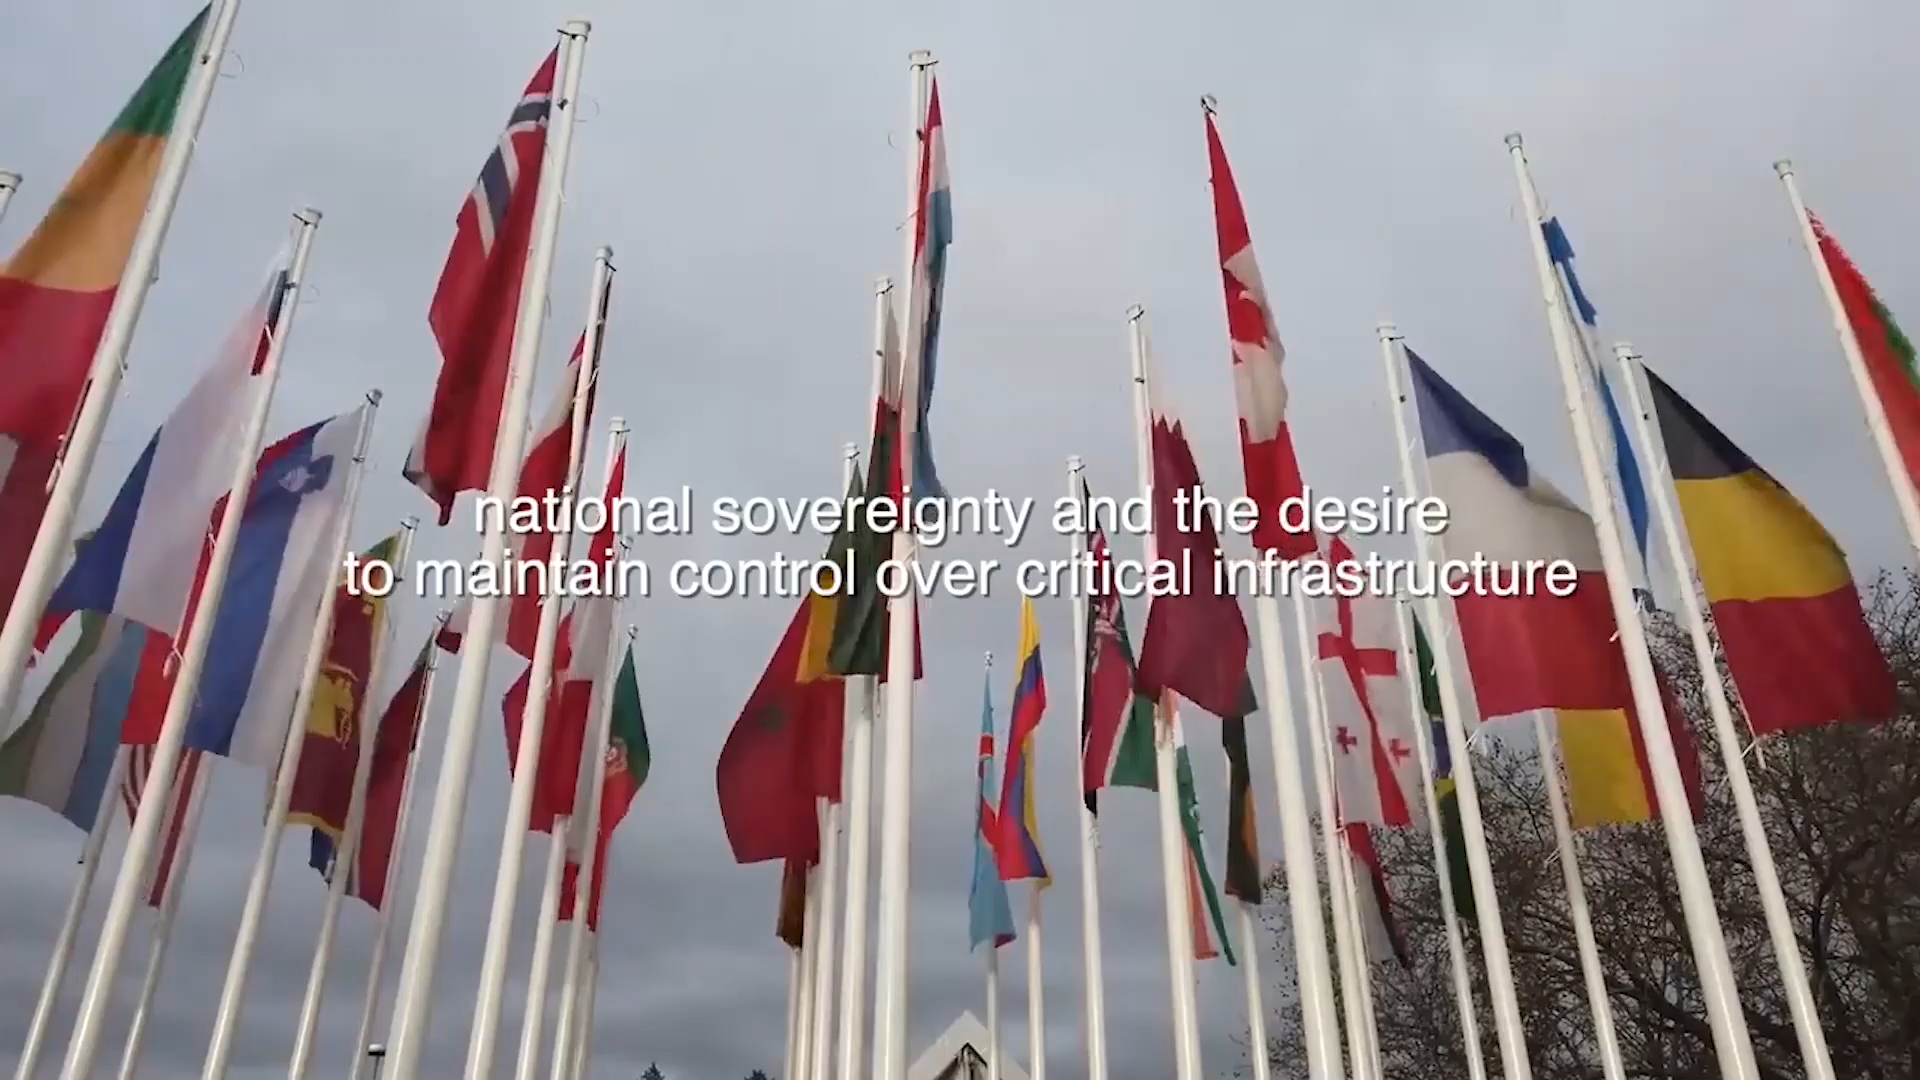 national sovereignty and the desire
to maintain control over critical infrastructure